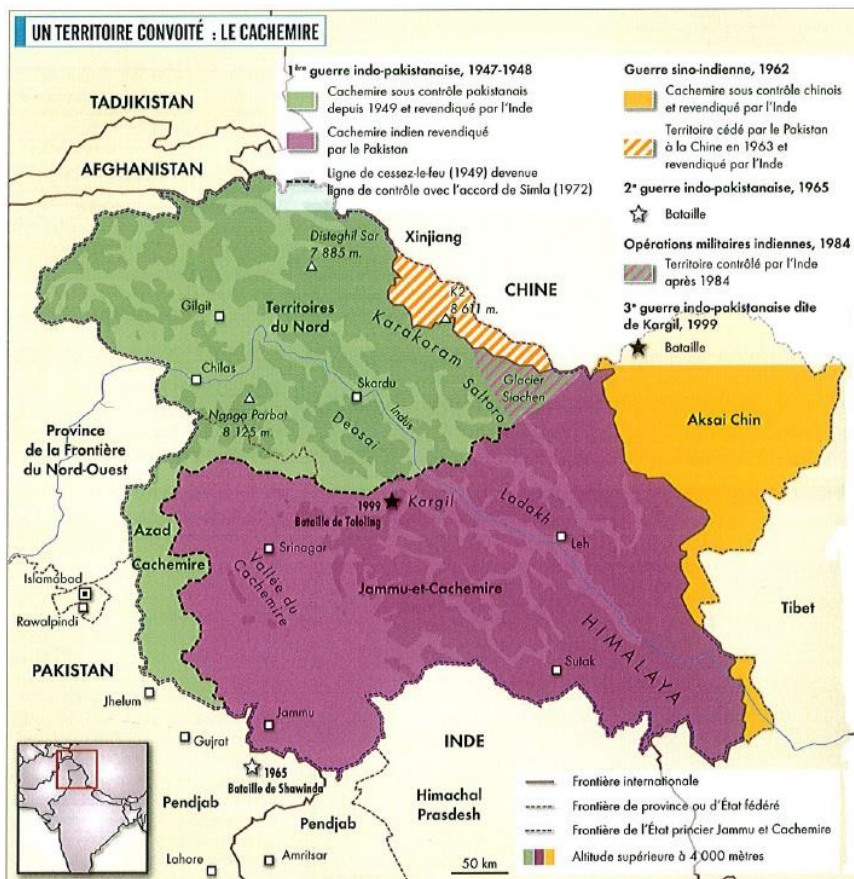 UN TERRITOIRE CONVOITÉ : LE CACHEMIRE
1ère guerre indo-pakistanaise, 1947-1948
Cachemire sous contrôle pakistanais
depuis 1949 et revendiqué par l'Inde
Cachemire indien revendiqué
par le Pakistan
Ligne de cessez-le-feu (1949) devenue
ligne de contrôle avec l'accord de Simla (1972)
Guerre sino-indienne, 1962
Cachemire sous contrôle chinois
et revendiqué par l'Inde
Territoire cédé par le Pakistan
à la Chine en 1963 et
revendiqué par l'Inde
2e guerre indo-pakistanaise, 1965
Bataille
Opérations militaires indiennes, 1984
Territoire contrôlé par l'Inde
après 1984
3e guerre indo-pakistanaise dite
de Kargil, 1999
Bataille
TADJIKISTAN
AFGHANISTAN
Disteghil Sar
7 885 m.
Xinjiang
CHINE
K2
8 611 m.
Gilgit
Territoires
du Nord
Karakoram
Chilas
Skardu
Saltoro
Glacier
Siachen
Indus
Nanga Parbat
8 125 m.
Deosai
Aksai Chin
Province
de la Frontière
du Nord-Ouest
1999
Bataille de Tololing
Kargil
Ladakh
Azad
Cachemire
Srinagar
Leh
Vallée du
Cachemire
Jammu-et-Cachemire
Islamabad
Rawalpindi
Tibet
HIMALAYA
Sutak
PAKISTAN
Jhelum
Jammu
Gujrat
INDE
1965
Bataille de Shawinda
Pendjab
Pendjab
Himachal
Prasdesh
Lahore
Amritsar
50 km
Frontière internationale
Frontière de province ou d'État fédéré
Frontière de l'État princier Jammu et Cachemire
Altitude supérieure à 4 000 mètres